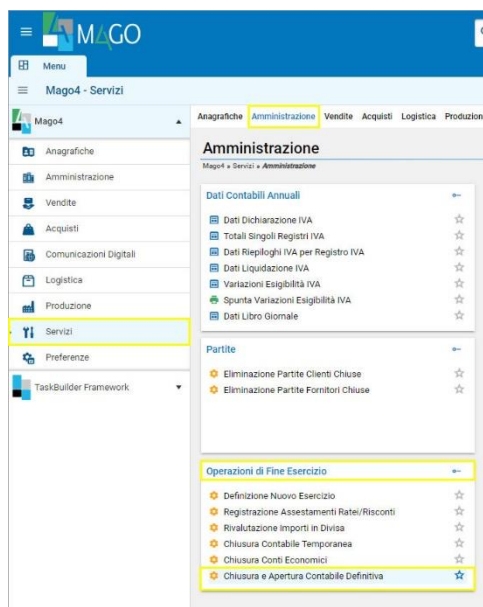 MAGO
Menu
Mago4 - Servizi
Mago4
Anagrafiche
Amministrazione
Vendite
Acquisti
Comunicazioni Digitali
Logistica
Produzione
Servizi
Preferenze
TaskBuilder Framework
Anagrafiche Amministrazione Vendite Acquisti Logistica Produzion
Amministrazione
Mago4 » Servizi » Amministrazione
Dati Contabili Annuali
Dati Dichiarazione IVA
Totali Singoli Registri IVA
Dati Riepiloghi IVA per Registro IVA
Dati Liquidazione IVA
Variazioni Esigibilità IVA
Spunta Variazioni Esigibilità IVA
Dati Libro Giornale
Partite
Eliminazione Partite Clienti Chiuse
Eliminazione Partite Fornitori Chiuse
Operazioni di Fine Esercizio
Definizione Nuovo Esercizio
Registrazione Assestamenti Ratei/Risconti
Rivalutazione Importi in Divisa
Chiusura Contabile Temporanea
Chiusura Conti Economici
Chiusura e Apertura Contabile Definitiva